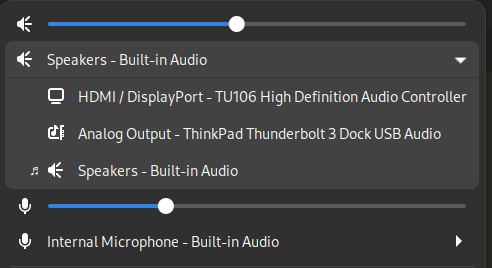 Speakers - Built-in Audio
HDMI / DisplayPort - TU106 High Definition Audio Controller
Analog Output - ThinkPad Thunderbolt 3 Dock USB Audio
Speakers - Built-in Audio
Internal Microphone - Built-in Audio